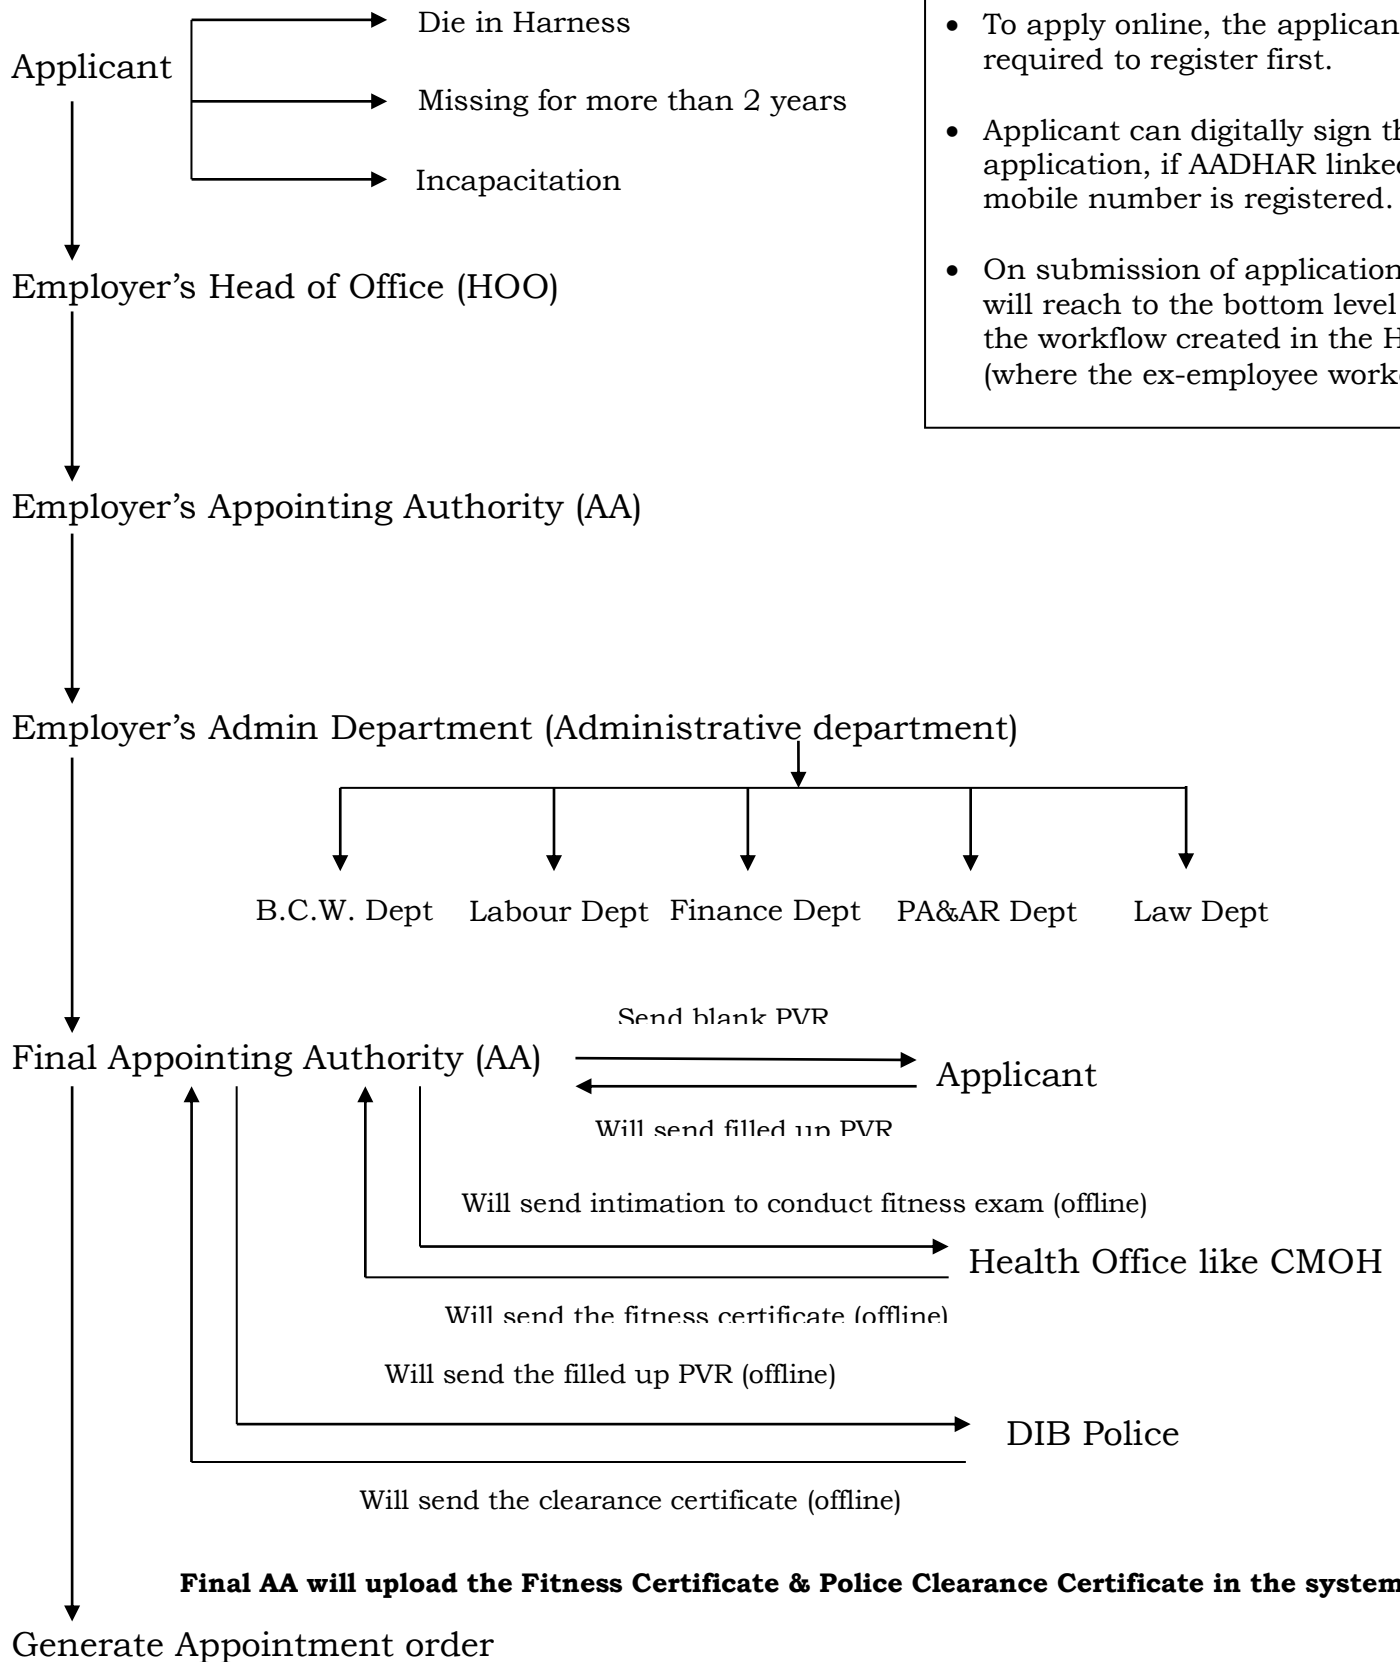 Applicant
Die in Harness
Missing for more than 2 years
Incapacitation
• To apply online, the applican
required to register first.
• Applicant can digitally sign th
application, if AADHAR linke
mobile number is registered.
• On submission of application
will reach to the bottom level
the workflow created in the H
(where the ex-employee work
Employer’s Head of Office (HOO)
Employer’s Appointing Authority (AA)
Employer’s Admin Department (Administrative department)
B.C.W. Dept Labour Dept Finance Dept PA&AR Dept Law Dept
Send blank PVR
Final Appointing Authority (AA)
Applicant
Will send filled up PVR
Will send intimation to conduct fitness exam (offline)
Health Office like CMOH
Will send the fitness certificate (offline)
Will send the filled up PVR (offline)
DIB Police
Will send the clearance certificate (offline)
Final AA will upload the Fitness Certificate & Police Clearance Certificate in the system
Generate Appointment order